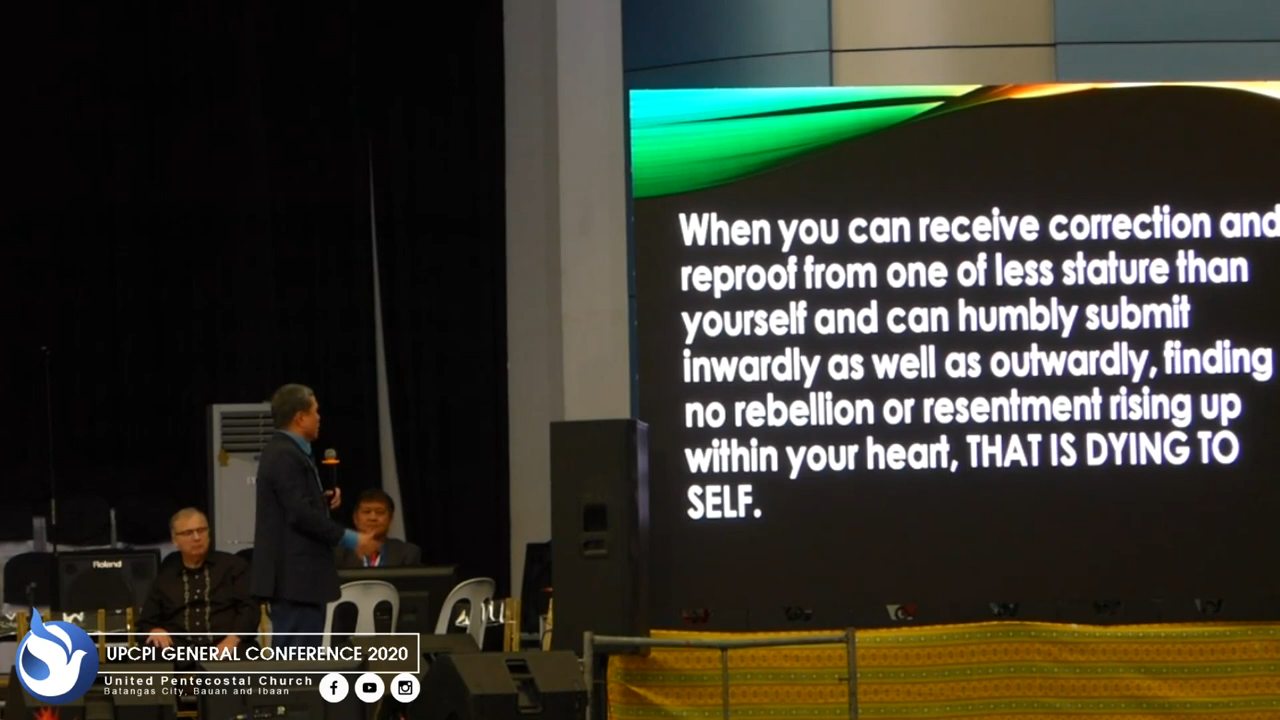 When you can receive correction and
reproof from one of less stature than
yourself and can humbly submit
inwardly as well as outwardly, finding
no rebellion or resentment rising up
within your heart, THAT IS DYING TO
SELF.
Roland
UPCPI GENERAL CONFERENCE 2020
United Pentecostal Church
Batangas City, Bauan and Ibaan